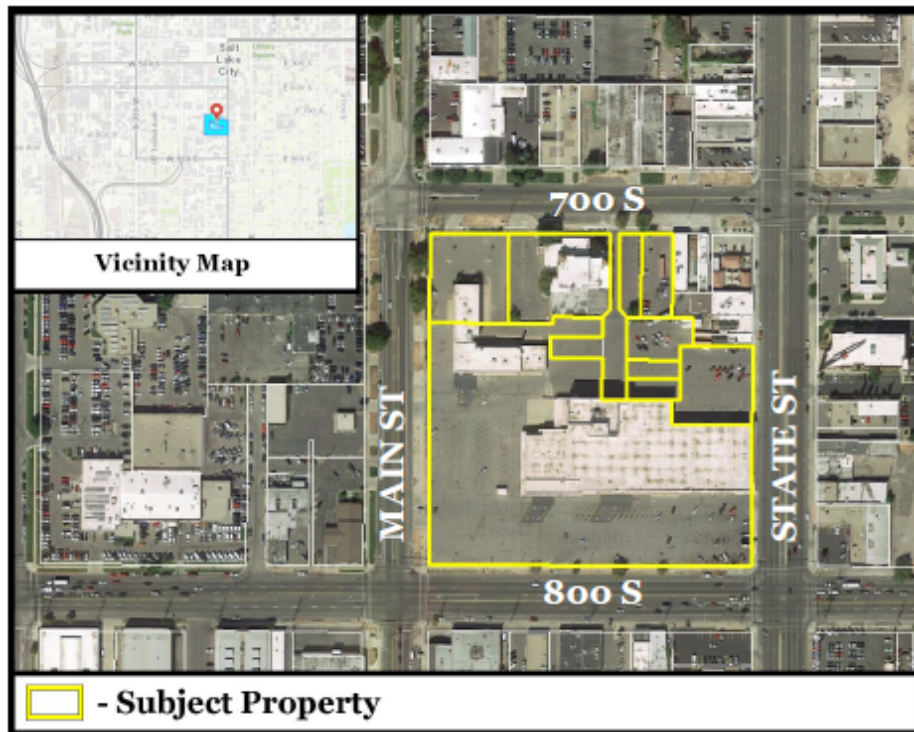 Salt
Lake
City
Vicinity Map
700 S
MAIN ST
STATE ST
800 S
- Subject Property